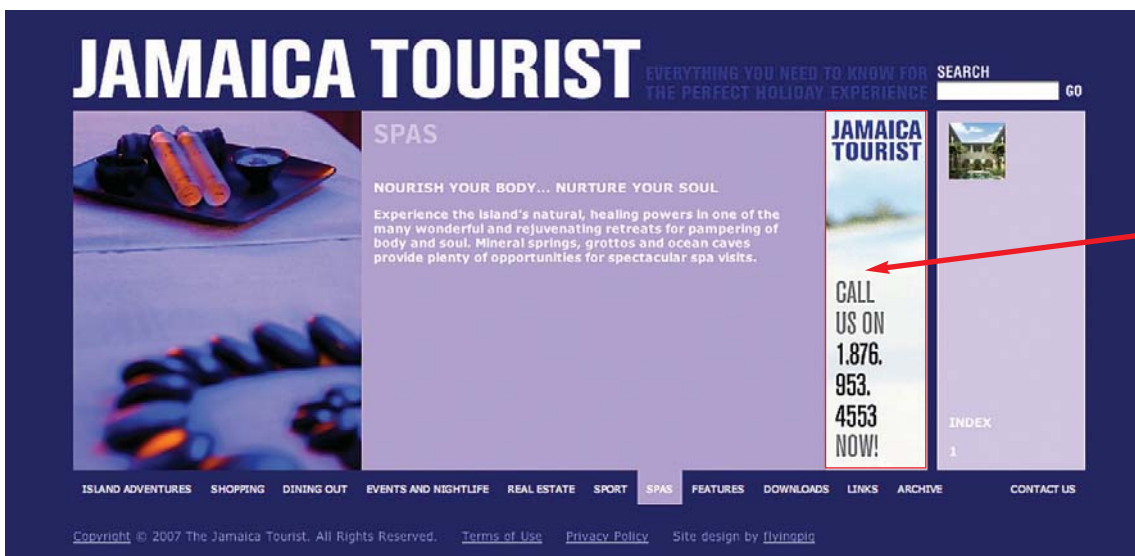 JAMAICA TOURIST
EVERYTHING YOU NEED TO KNOW FOR
THE PERFECT HOLIDAY EXPERIENCE
SEARCH
GO
SPAS
NOURISH YOUR BODY... NURTURE YOUR SOUL
Experience the island's natural, healing powers in one of the
many wonderful and rejuvenating retreats for pampering of
body and soul. Mineral springs, grottos and ocean caves
provide plenty of opportunities for spectacular spa visits.
JAMAICA
TOURIST
CALL
US ON
1.876.
953.
4553
NOW!
INDEX
1
ISLAND ADVENTURES SHOPPING DINING OUT EVENTS AND NIGHTLIFE REAL ESTATE SPORT SPAS FEATURES DOWNLOADS LINKS ARCHIVE CONTACT US
Copyright © 2007 The Jamaica Tourist. All Rights Reserved. Terms of Use Privacy Policy Site design by flyingpig